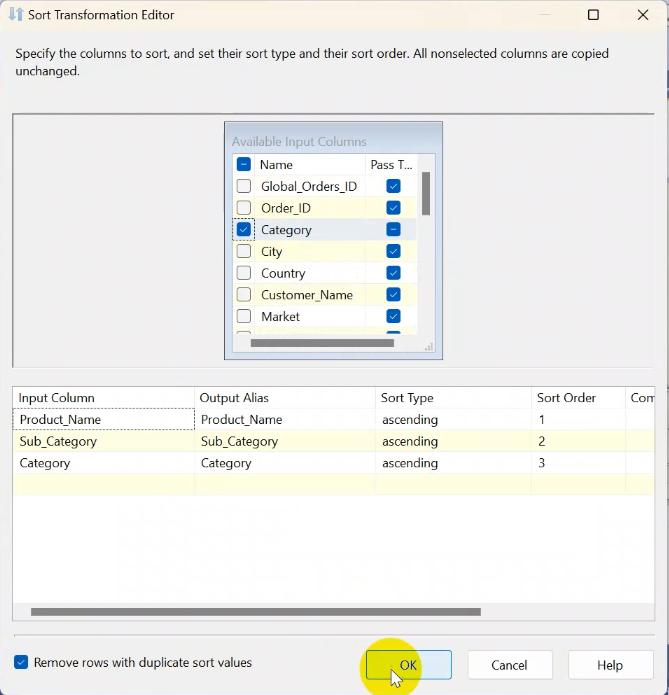 Sort Transformation Editor
Specify the columns to sort, and set their sort type and their sort order. All nonselected columns are copied
unchanged.
Available Input Columns
Name Pass T...
Global_Orders_ID
Order_ID
Category
City
Country
Customer_Name
Market
Input Column Output Alias Sort Type Sort Order Com
Product_Name Product_Name ascending 1
Sub_Category Sub_Category ascending 2
Category Category ascending 3
Remove rows with duplicate sort values OK Cancel Help